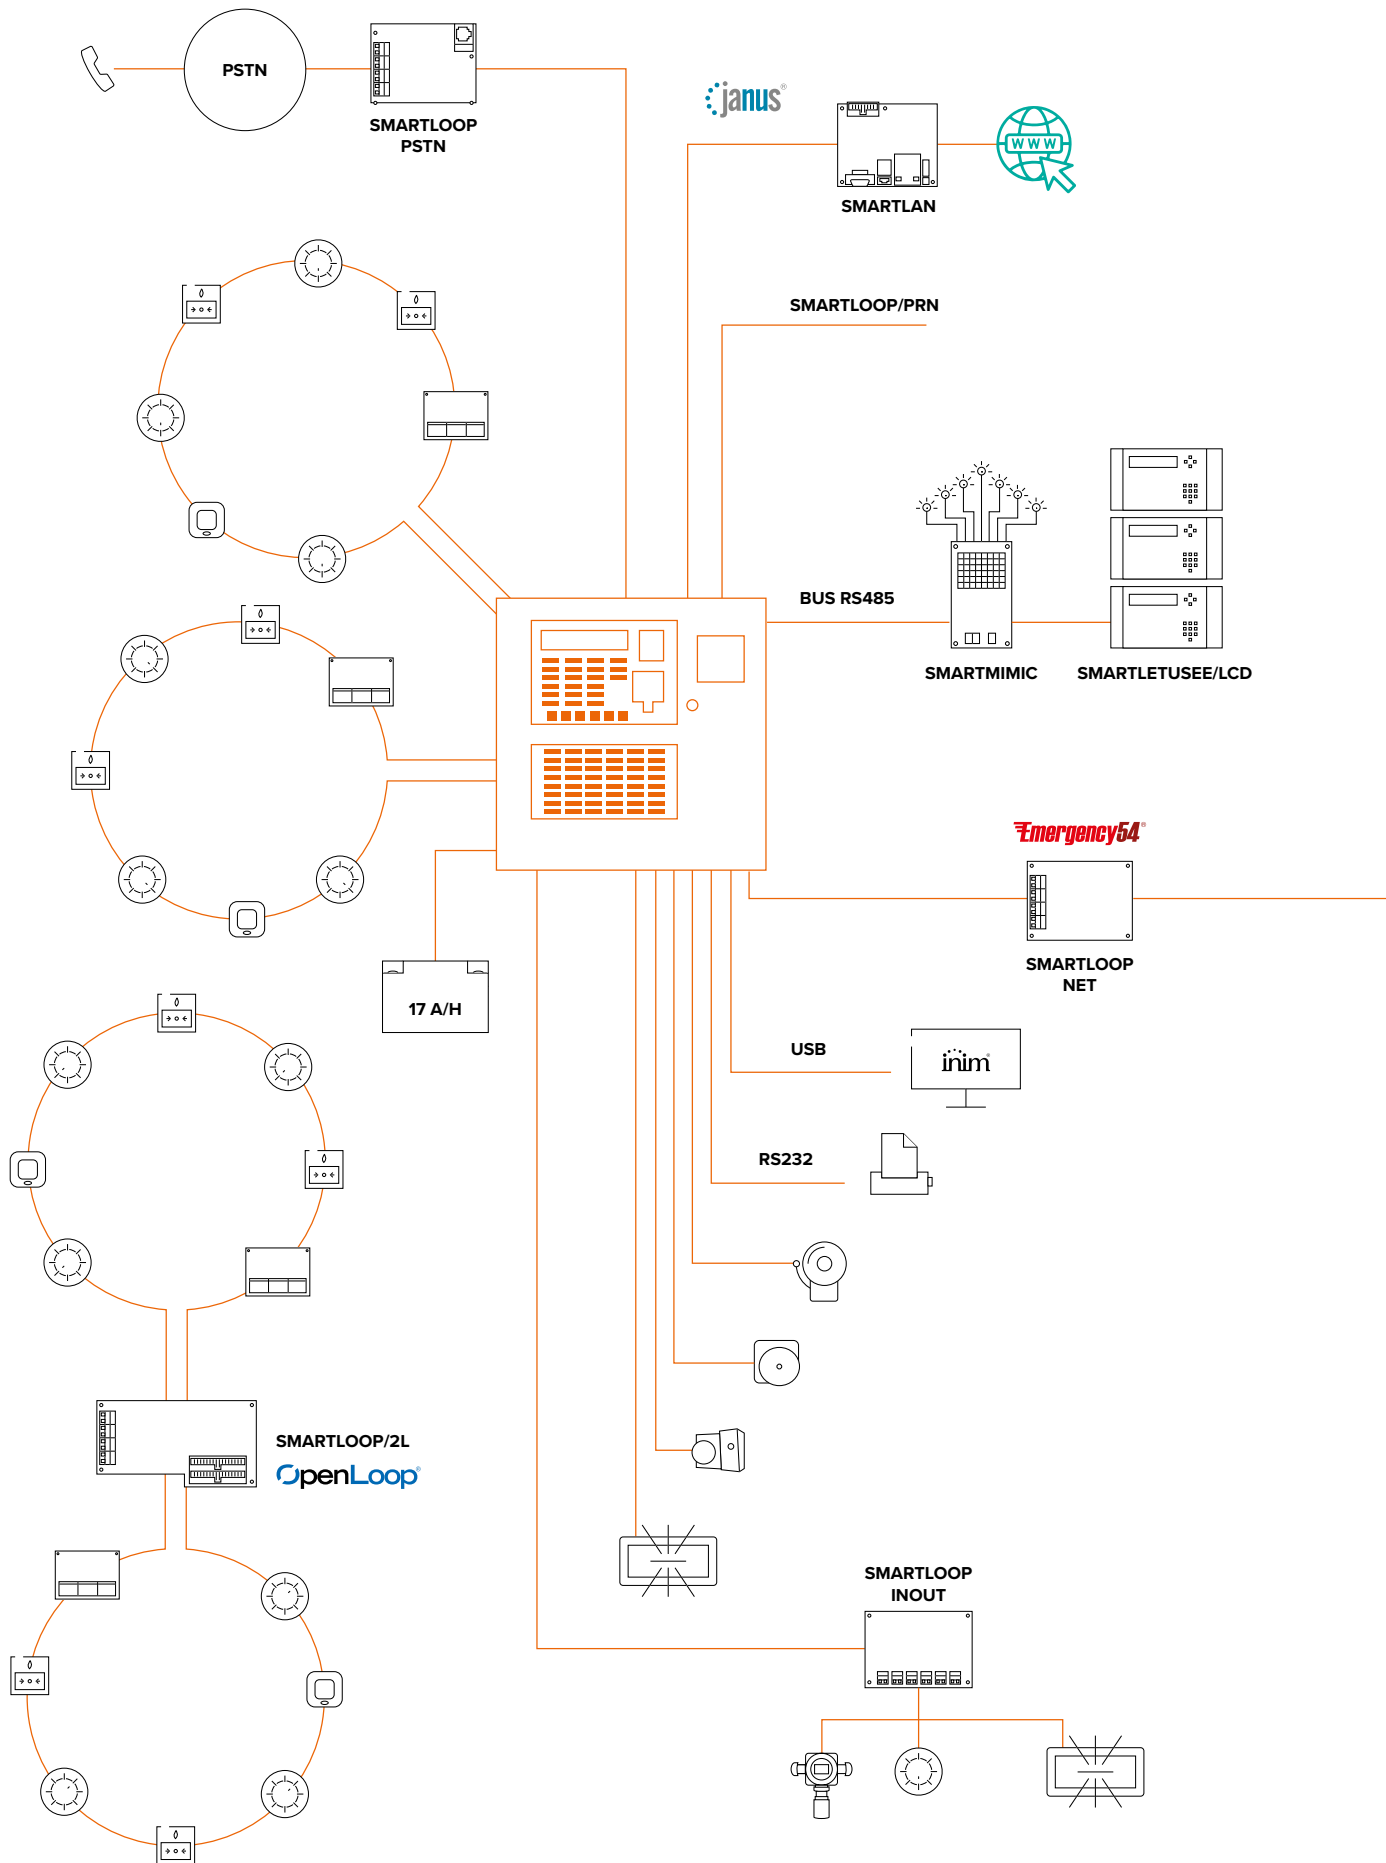 PSTN
SMARTLOOP
PSTN
janus®
WWW
SMARTLAN
SMARTLOOP/PRN
BUS RS485
SMARTMIMIC
SMARTLETUSEE/LCD
Emergency54®
SMARTLOOP
NET
17 A/H
USB
inim®
RS232
SMARTLOOP/2L
OpenLoop®
SMARTLOOP
INOUT